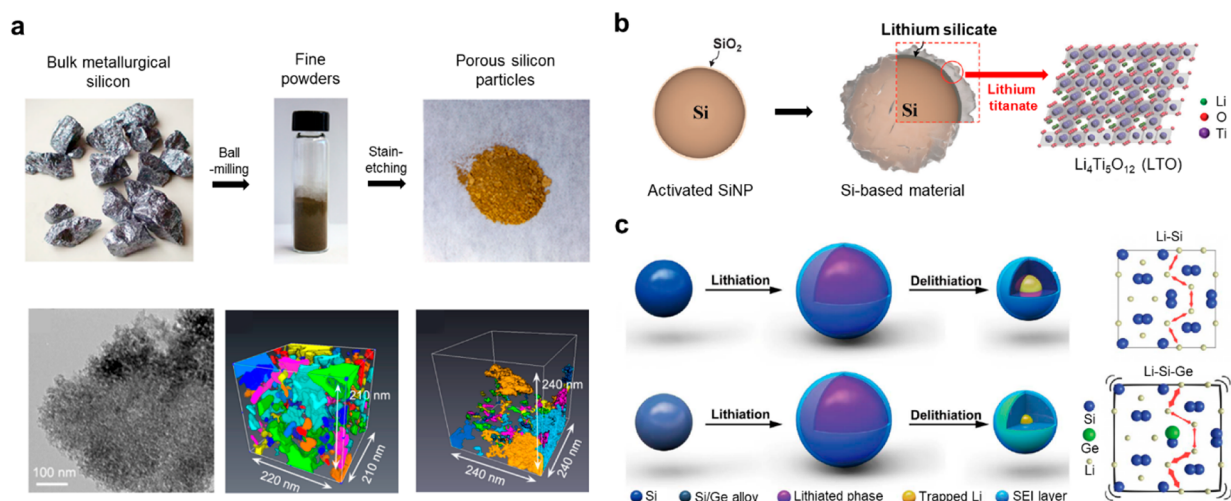 a
Bulk metallurgical
silicon
Fine
powders
Porous silicon
particles
Ball
-milling
Stain-
etching
100 nm
210 nm
210 nm
220 nm
240 nm
240 nm
240 nm
b
SiO2
Si
Activated SiNP
Lithium silicate
Si
Si-based material
Lithium
titanate
Li
O
Ti
Li4Ti5O12 (LTO)
c
Lithiation
Delithiation
Li-Si
Lithiation
Delithiation
Li-Si-Ge
Si
Ge
Li
Si
Si/Ge alloy
Lithiated phase
Trapped Li
SEI layer